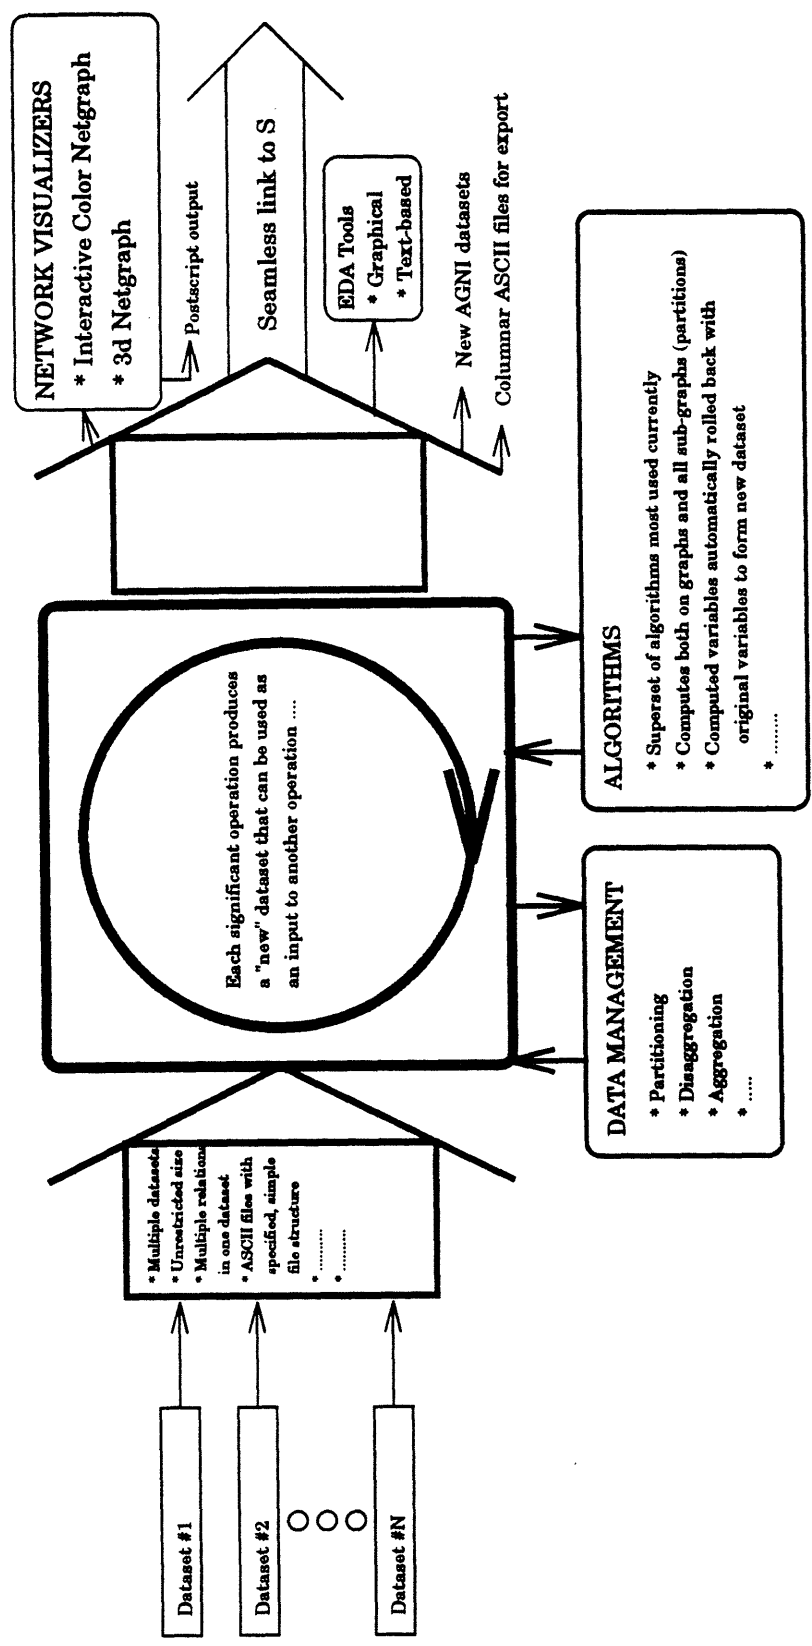 Dataset #1
Dataset #2
Dataset #N
* Multiple datasets
* Unrestricted size
* Multiple relations
in one dataset
* ASCII files with
specified, simple
file structure
* ..........
* ..........
Each significant operation produces
a "new" dataset that can be used as
an input to another operation ....
DATA MANAGEMENT
* Partitioning
* Disaggregation
* Aggregation
* .....
ALGORITHMS
* Superset of algorithms most used currently
* Computes both on graphs and all sub-graphs (partitions)
* Computed variables automatically rolled back with
original variables to form new dataset
* .........
NETWORK VISUALIZERS
* Interactive Color Netgraph
* 3d Netgraph
Postscript output
Seamless link to S
EDA Tools
* Graphical
* Text-based
New AGNI datasets
Columnar ASCII files for export